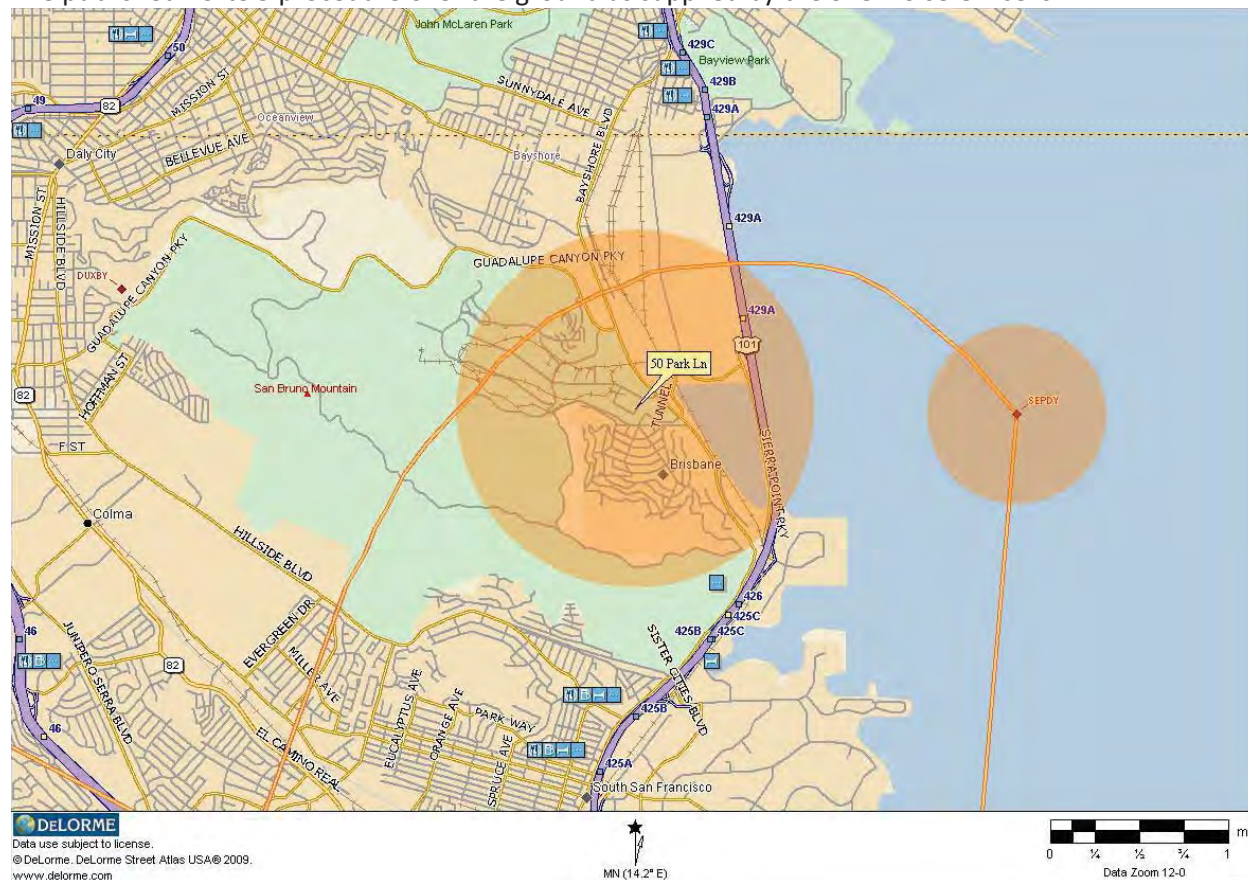 John McLaren Park
429C
50
Bayview Park
SUNNYDALE AVE
429B
49
82
MISSION ST
429A
Oceanview
BAYSHORE BLVD
Bayshore
BELLEVUE AVE
Daly City
MISSION ST
HILLSIDE BLVD
429A
GUADALUPE CANYON PKY
GUADALUPE CANYON PKY
DUXBY
429A
101
50 Park Ln
HOFFMAN ST
San Bruno Mountain
82
TUNNEL
SEPDY
F ST
Brisbane
SIERRA POINT PKY
Colma
HILLSIDE BLVD
426
425C
425B
425C
EVERGREEN DR
SISTER CITIES BLVD
46
JUNIPERO SERRA BLVD
82
MILLER AVE
EUCALYPTUS AVE
ORANGE AVE
PARK WAY
425B
46
EL CAMINO REAL
SPRUCE AVE
425A
South San Francisco
DELORME
Data use subject to license.
© DeLorme. DeLorme Street Atlas USA® 2009.
www.delorme.com
MN (14.2° E)
0 ¼ ½ ¾ 1
Data Zoom 12-0